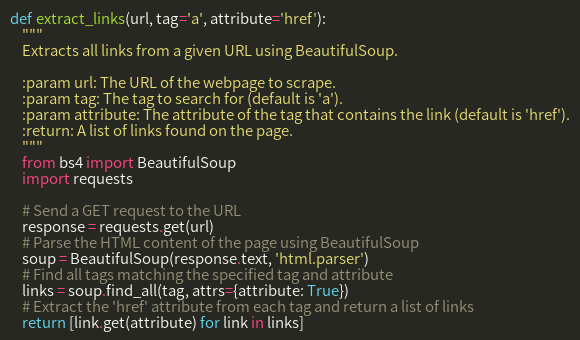 def extract_links(url, tag='a', attribute='href'):
    """
    Extracts all links from a given URL using BeautifulSoup.

    :param url: The URL of the webpage to scrape.
    :param tag: The tag to search for (default is 'a').
    :param attribute: The attribute of the tag that contains the link (default is 'href').
    :return: A list of links found on the page.
    """
    from bs4 import BeautifulSoup
    import requests

    # Send a GET request to the URL
    response = requests.get(url)
    # Parse the HTML content of the page using BeautifulSoup
    soup = BeautifulSoup(response.text, 'html.parser')
    # Find all tags matching the specified tag and attribute
    links = soup.find_all(tag, attrs={attribute: True})
    # Extract the 'href' attribute from each tag and return a list of links
    return [link.get(attribute) for link in links]